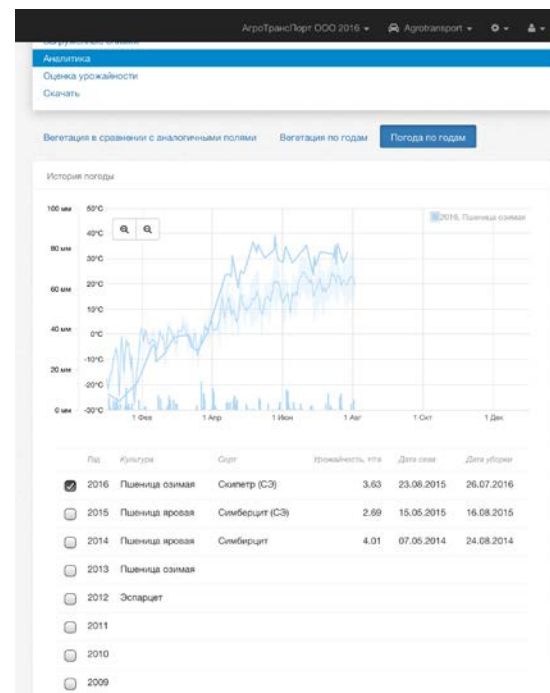 АгроТрансПорт ООО 2016 Agrotransport
Аналитика
Оценка урожайности
Скачать
Вегетация в сравнении с аналогичными полями Вегетация по годам Погода по годам
История погоды
100 мм 50°C
2016, Пшеница озимая
40°C
80 мм 30°C
60 мм 20°C
10°C
40 мм 0°C
-10°C
20 мм -20°C
0 мм -30°C
1 Фев 1 Апр 1 Июн 1 Авг 1 Окт 1 Дек
Год Культура Сорт Урожайность, т/га Дата сева Дата уборки
2016 Пшеница озимая Скипетр (СЭ) 3.63 23.08.2015 26.07.2016
2015 Пшеница яровая Симберцит (СЭ) 2.69 15.05.2015 16.08.2015
2014 Пшеница яровая Симбирцит 4.01 07.05.2014 24.08.2014
2013 Пшеница озимая
2012 Эспарцет
2011
2010
2009